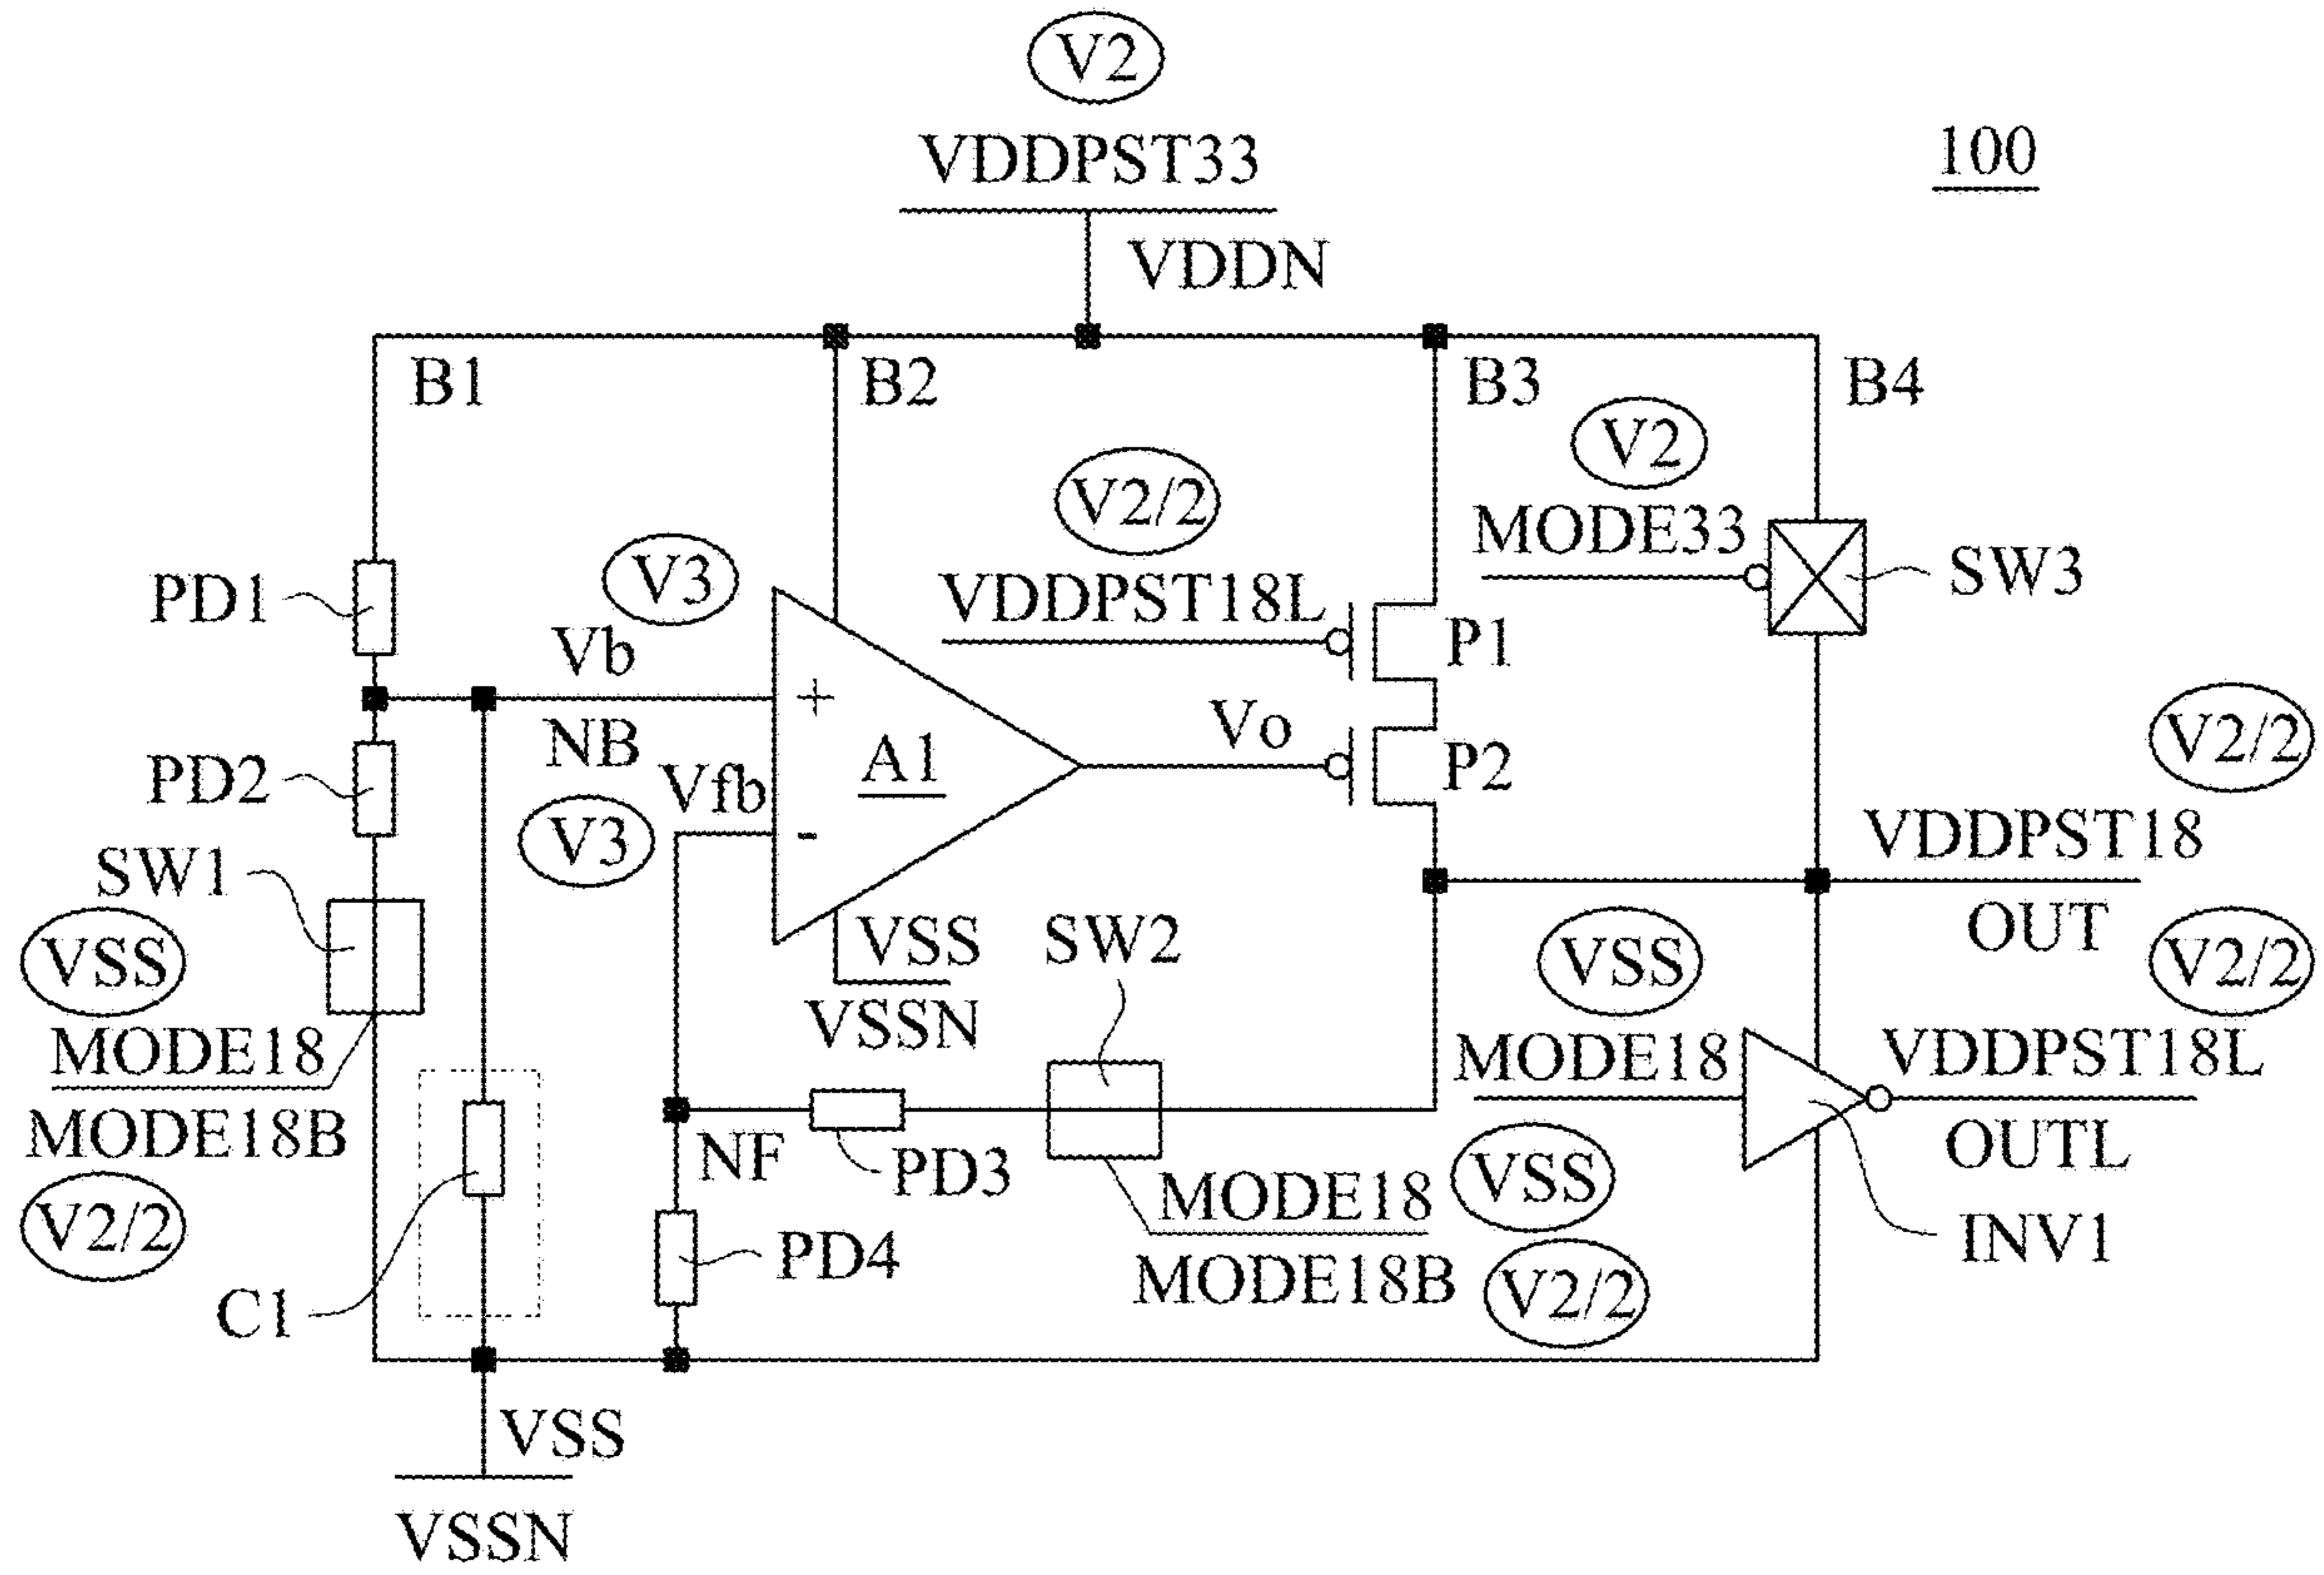 V2
VDDPST33
100
VDDN
B1
B2
B3
B4
V2
V2/2
MODE33
SW3
V3
VDDPST18L
PD1
P1
Vb
+
NB
Vo
V2/2
PD2
Vfb
A1
P2
V3
-
VDDPST18
SW1
VSS
SW2
VSS
OUT
V2/2
VSS
VSSN
MODE18
MODE18
VDDPST18L
MODE18B
NF
PD3
VSS
OUTL
V2/2
MODE18
INV1
PD4
MODE18B
V2/2
C1
VSS
VSSN